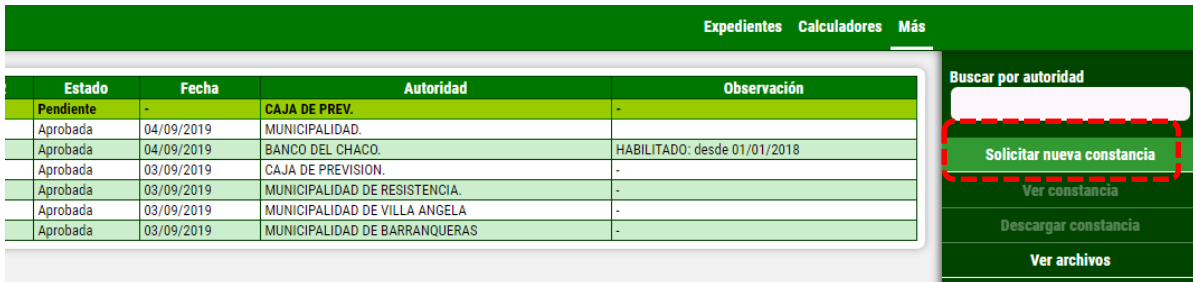 Expedientes Calculadores Más
Estado Fecha Autoridad Observación
Pendiente - CAJA DE PREV. -
Aprobada 04/09/2019 MUNICIPALIDAD.
Aprobada 04/09/2019 BANCO DEL CHACO. HABILITADO: desde 01/01/2018
Aprobada 03/09/2019 CAJA DE PREVISION. -
Aprobada 03/09/2019 MUNICIPALIDAD DE RESISTENCIA. -
Aprobada 03/09/2019 MUNICIPALIDAD DE VILLA ANGELA -
Aprobada 03/09/2019 MUNICIPALIDAD DE BARRANQUERAS -
Buscar por autoridad
Solicitar nueva constancia
Ver constancia
Descargar constancia
Ver archivos